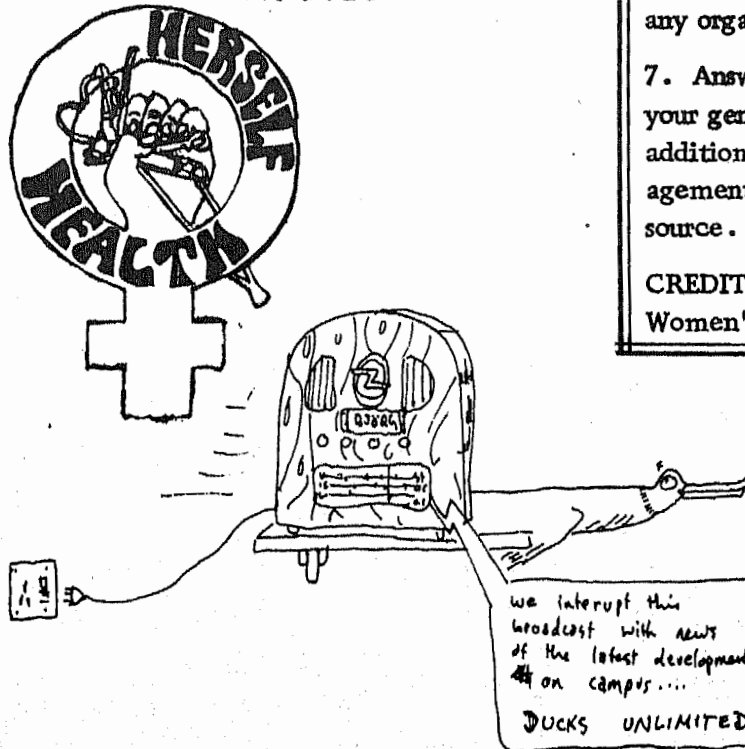 HERSELF
HEALTH
any orga
7. Answ
your gen
addition
agement
source.
CREDIT
Women'
we interupt this
broadcast with news
of the latest development
on campus....
DUCKS UNLIMITED